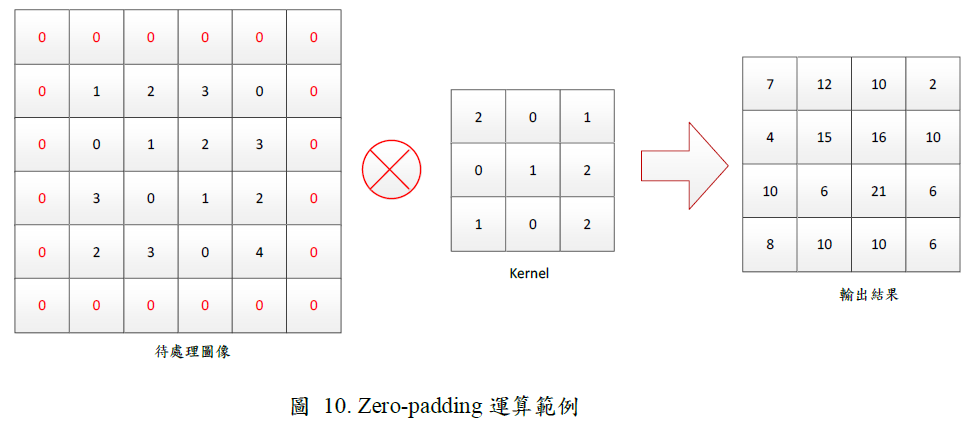 0 0 0 0 0 0
0 1 2 3 0 0
0 0 1 2 3 0
0 3 0 1 2 0
0 2 3 0 4 0
0 0 0 0 0 0
待處理圖像
2 0 1
0 1 2
1 0 2
Kernel
7 12 10 2
4 15 16 10
10 6 21 6
8 10 10 6
輸出結果
圖 10. Zero-padding 運算範例